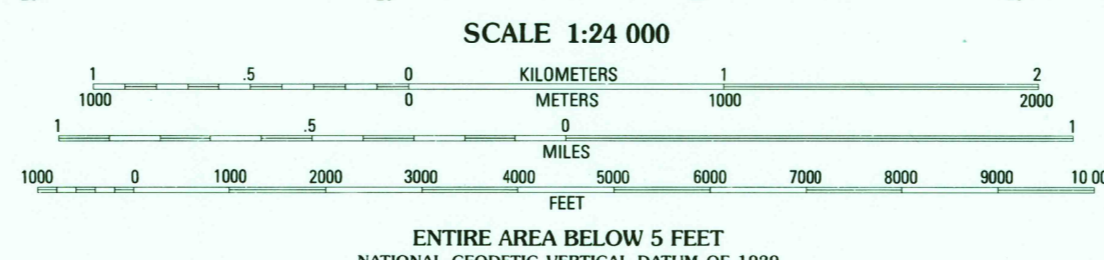 SCALE 1:24 000
1 .5 0 KILOMETERS 1 2
1000 0 METERS 1000 2000
1 .5 0 1
MILES
1000 0 1000 2000 3000 4000 5000 6000 7000 8000 9000 10 00
FEET
ENTIRE AREA BELOW 5 FEET
NATIONAL GEODETIC VERTICAL DATUM OF 1929